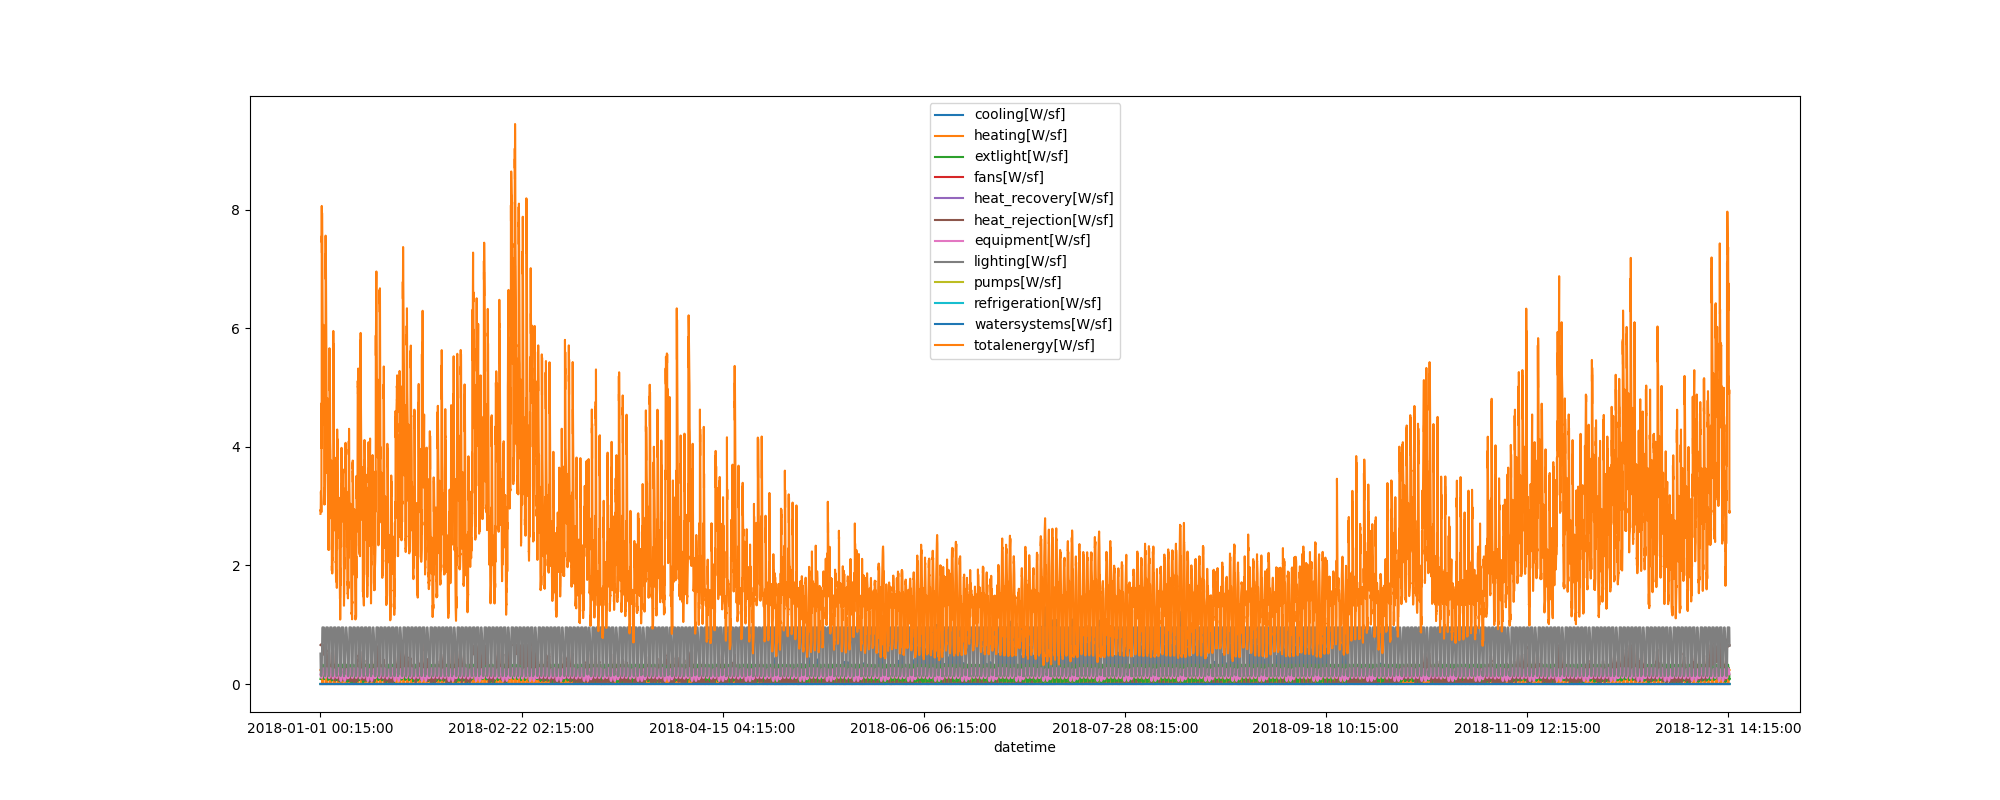 cooling[W/sf]
heating[W/sf]
extlight[W/sf]
fans[W/sf]
heat_recovery[W/sf]
heat_rejection[W/sf]
equipment[W/sf]
lighting[W/sf]
pumps[W/sf]
refrigeration[W/sf]
watersystems[W/sf]
totalenergy[W/sf]
8
6
4
2
0
2018-01-01 00:15:00 2018-02-22 02:15:00 2018-04-15 04:15:00 2018-06-06 06:15:00 2018-07-28 08:15:00 2018-09-18 10:15:00 2018-11-09 12:15:00 2018-12-31 14:15:00
datetime